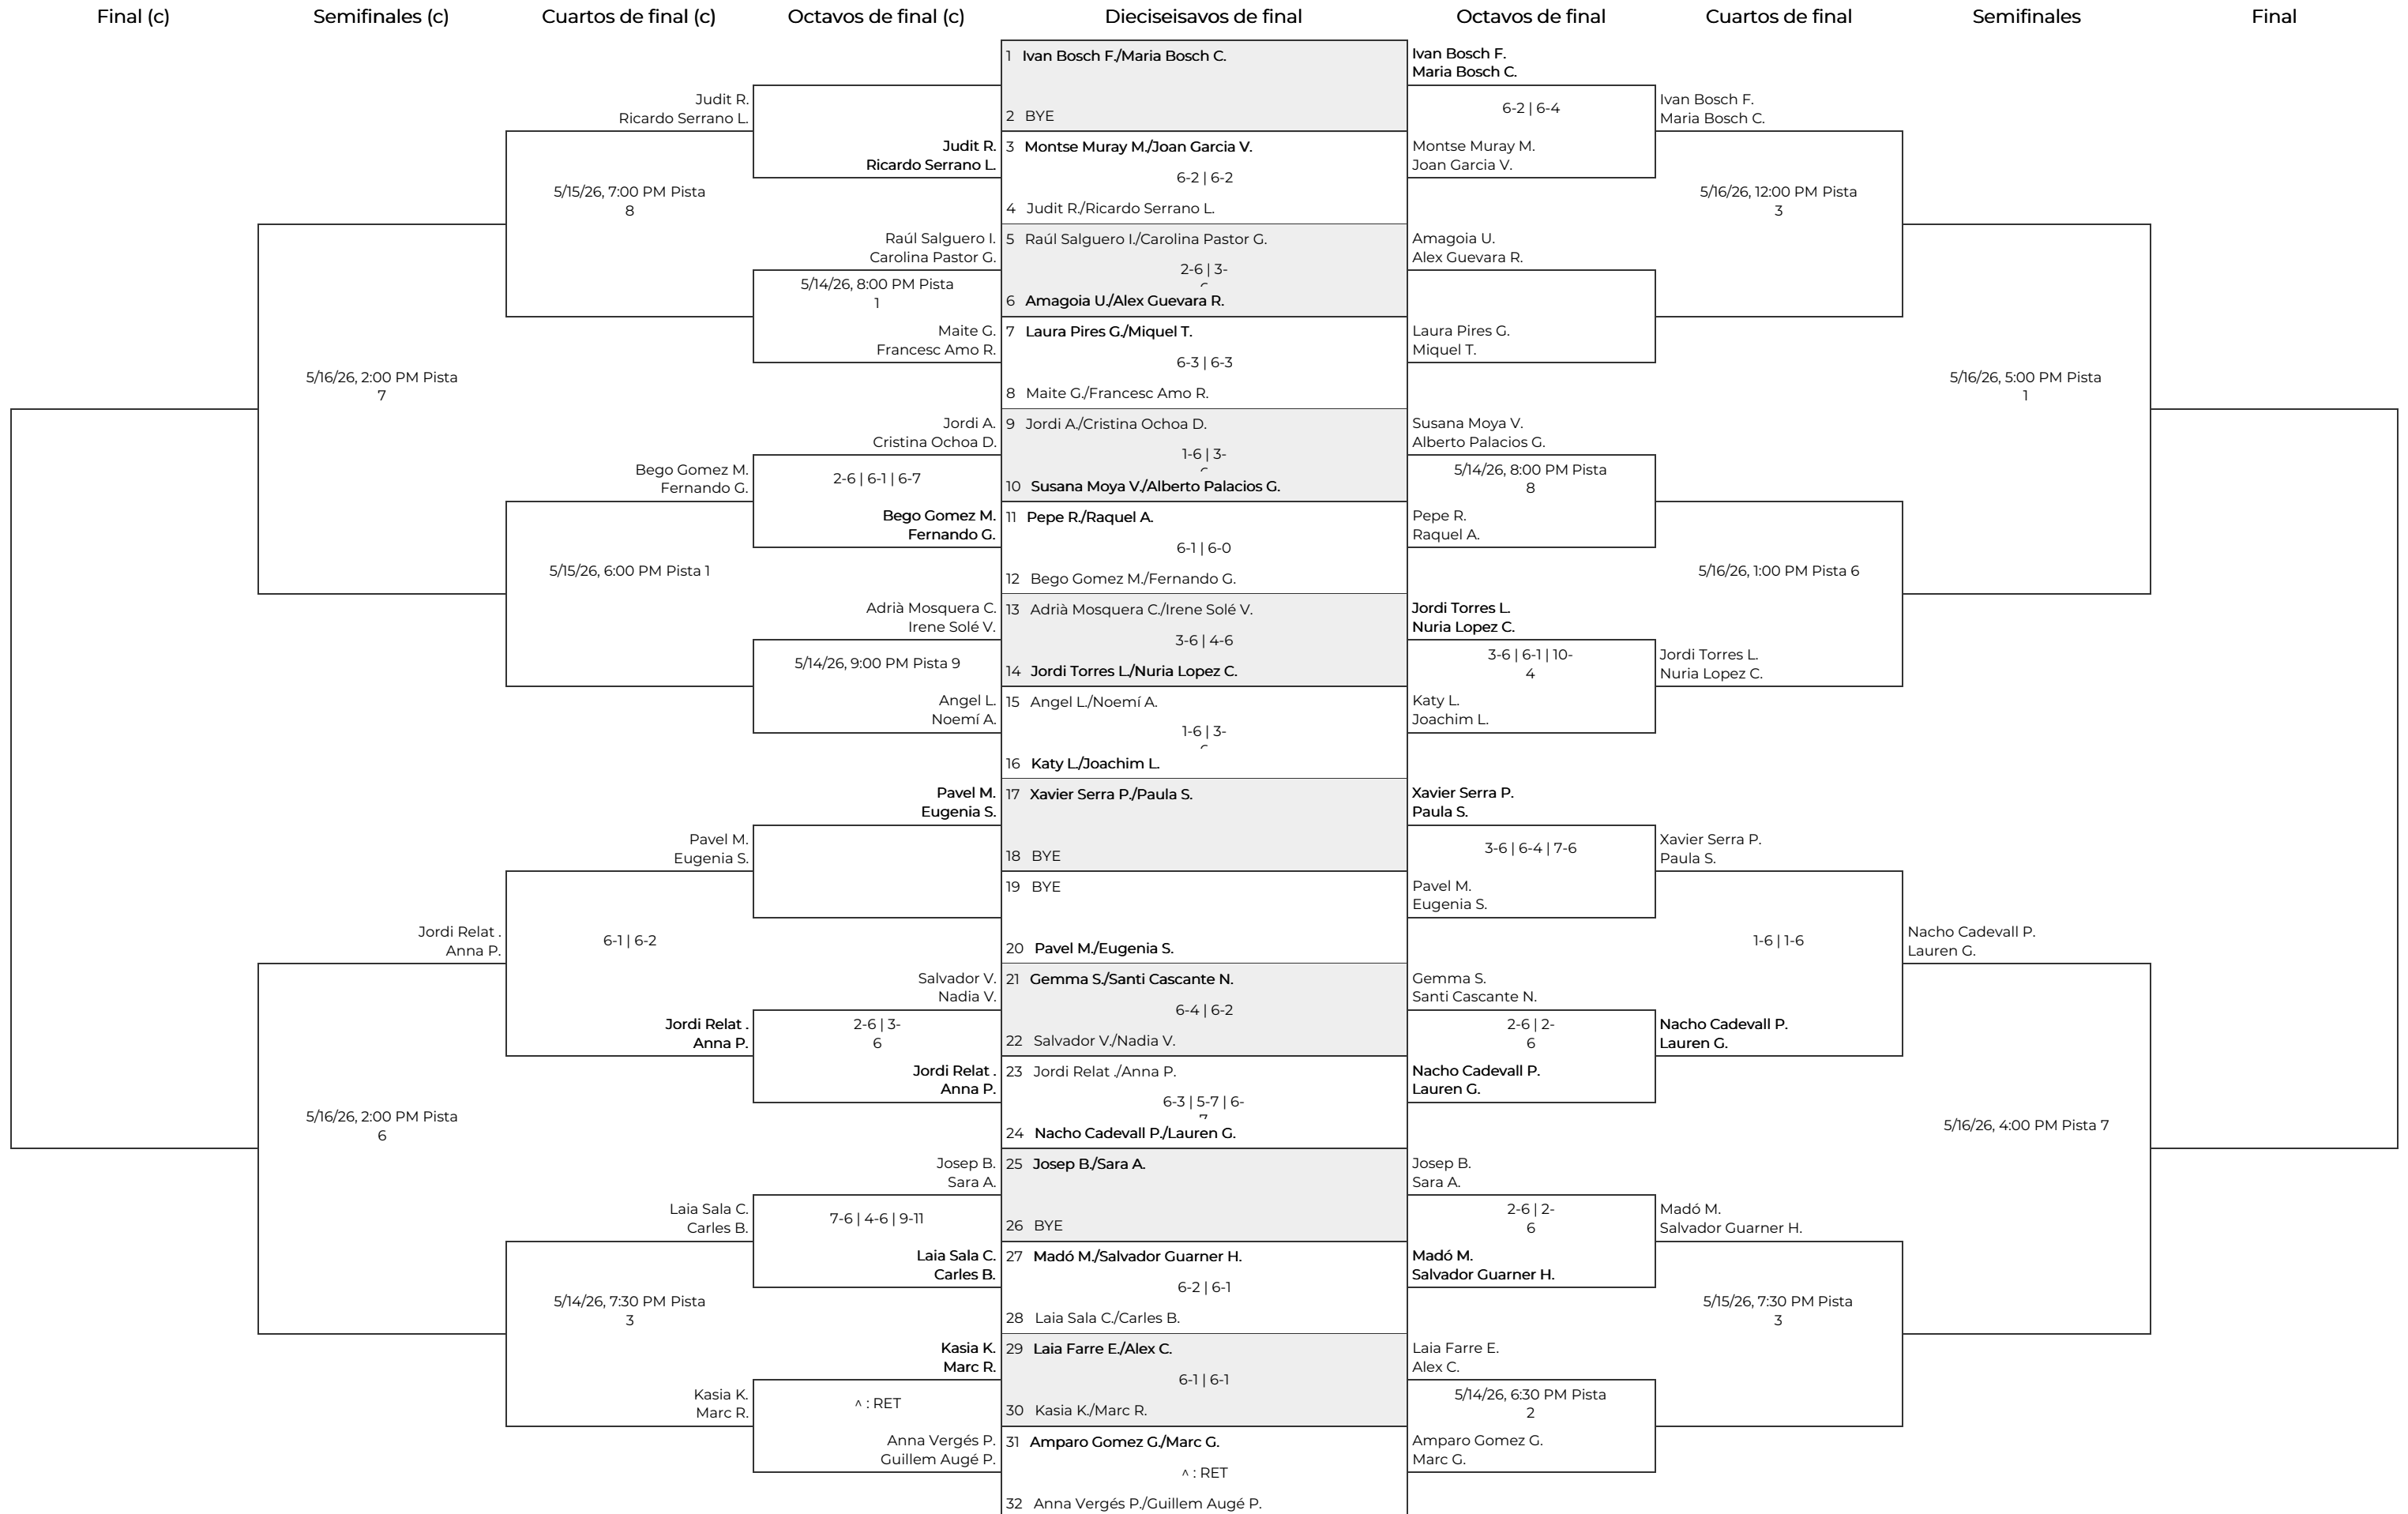 Final (c)
Semifinales (c)
Cuartos de final (c)
Octavos de final (c)
Dieciseisavos de final
Octavos de final
Cuartos de final
Semifinales
Final
5/16/26, 2:00 PM Pista
7
5/16/26, 2:00 PM Pista
6
Jordi Relat .
Anna P.
Judit R.
Ricardo Serrano L.
5/15/26, 7:00 PM Pista
8
Bego Gomez M.
Fernando G.
5/15/26, 6:00 PM Pista 1
Pavel M.
Eugenia S.
6-1 | 6-2
Jordi Relat .
Anna P.
Laia Sala C.
Carles B.
5/14/26, 7:30 PM Pista
3
Kasia K.
Marc R.
Judit R.
Ricardo Serrano L.
Raúl Salguero I.
Carolina Pastor G.
5/14/26, 8:00 PM Pista
1
Maite G.
Francesc Amo R.
Jordi A.
Cristina Ochoa D.
2-6 | 6-1 | 6-7
Bego Gomez M.
Fernando G.
Adrià Mosquera C.
Irene Solé V.
5/14/26, 9:00 PM Pista 9
Angel L.
Noemí A.
Pavel M.
Eugenia S.
Salvador V.
Nadia V.
2-6 | 3-
6
Jordi Relat .
Anna P.
Josep B.
Sara A.
7-6 | 4-6 | 9-11
Laia Sala C.
Carles B.
Kasia K.
Marc R.
^ : RET
Anna Vergés P.
Guillem Augé P.
1 Ivan Bosch F./Maria Bosch C.
2 BYE
3 Montse Muray M./Joan Garcia V.
6-2 | 6-2
4 Judit R./Ricardo Serrano L.
5 Raúl Salguero I./Carolina Pastor G.
2-6 | 3-
6 Amagoia U./Alex Guevara R.
7 Laura Pires G./Miquel T.
6-3 | 6-3
8 Maite G./Francesc Amo R.
9 Jordi A./Cristina Ochoa D.
1-6 | 3-
10 Susana Moya V./Alberto Palacios G.
11 Pepe R./Raquel A.
6-1 | 6-0
12 Bego Gomez M./Fernando G.
13 Adrià Mosquera C./Irene Solé V.
3-6 | 4-6
14 Jordi Torres L./Nuria Lopez C.
15 Angel L./Noemí A.
1-6 | 3-
16 Katy L./Joachim L.
17 Xavier Serra P./Paula S.
18 BYE
19 BYE
20 Pavel M./Eugenia S.
21 Gemma S./Santi Cascante N.
6-4 | 6-2
22 Salvador V./Nadia V.
23 Jordi Relat ./Anna P.
6-3 | 5-7 | 6-
24 Nacho Cadevall P./Lauren G.
25 Josep B./Sara A.
26 BYE
27 Madó M./Salvador Guarner H.
6-2 | 6-1
28 Laia Sala C./Carles B.
29 Laia Farre E./Alex C.
6-1 | 6-1
30 Kasia K./Marc R.
31 Amparo Gomez G./Marc G.
^ : RET
32 Anna Vergés P./Guillem Augé P.
Ivan Bosch F.
Maria Bosch C.
6-2 | 6-4
Montse Muray M.
Joan Garcia V.
Amagoia U.
Alex Guevara R.
Laura Pires G.
Miquel T.
Susana Moya V.
Alberto Palacios G.
5/14/26, 8:00 PM Pista
8
Pepe R.
Raquel A.
Jordi Torres L.
Nuria Lopez C.
3-6 | 6-1 | 10-
4
Katy L.
Joachim L.
Xavier Serra P.
Paula S.
3-6 | 6-4 | 7-6
Pavel M.
Eugenia S.
Gemma S.
Santi Cascante N.
2-6 | 2-
6
Nacho Cadevall P.
Lauren G.
Josep B.
Sara A.
2-6 | 2-
6
Madó M.
Salvador Guarner H.
Laia Farre E.
Alex C.
5/14/26, 6:30 PM Pista
2
Amparo Gomez G.
Marc G.
Ivan Bosch F.
Maria Bosch C.
5/16/26, 12:00 PM Pista
3
5/16/26, 1:00 PM Pista 6
Jordi Torres L.
Nuria Lopez C.
Xavier Serra P.
Paula S.
1-6 | 1-6
Nacho Cadevall P.
Lauren G.
Madó M.
Salvador Guarner H.
5/15/26, 7:30 PM Pista
3
5/16/26, 5:00 PM Pista
1
Nacho Cadevall P.
Lauren G.
5/16/26, 4:00 PM Pista 7